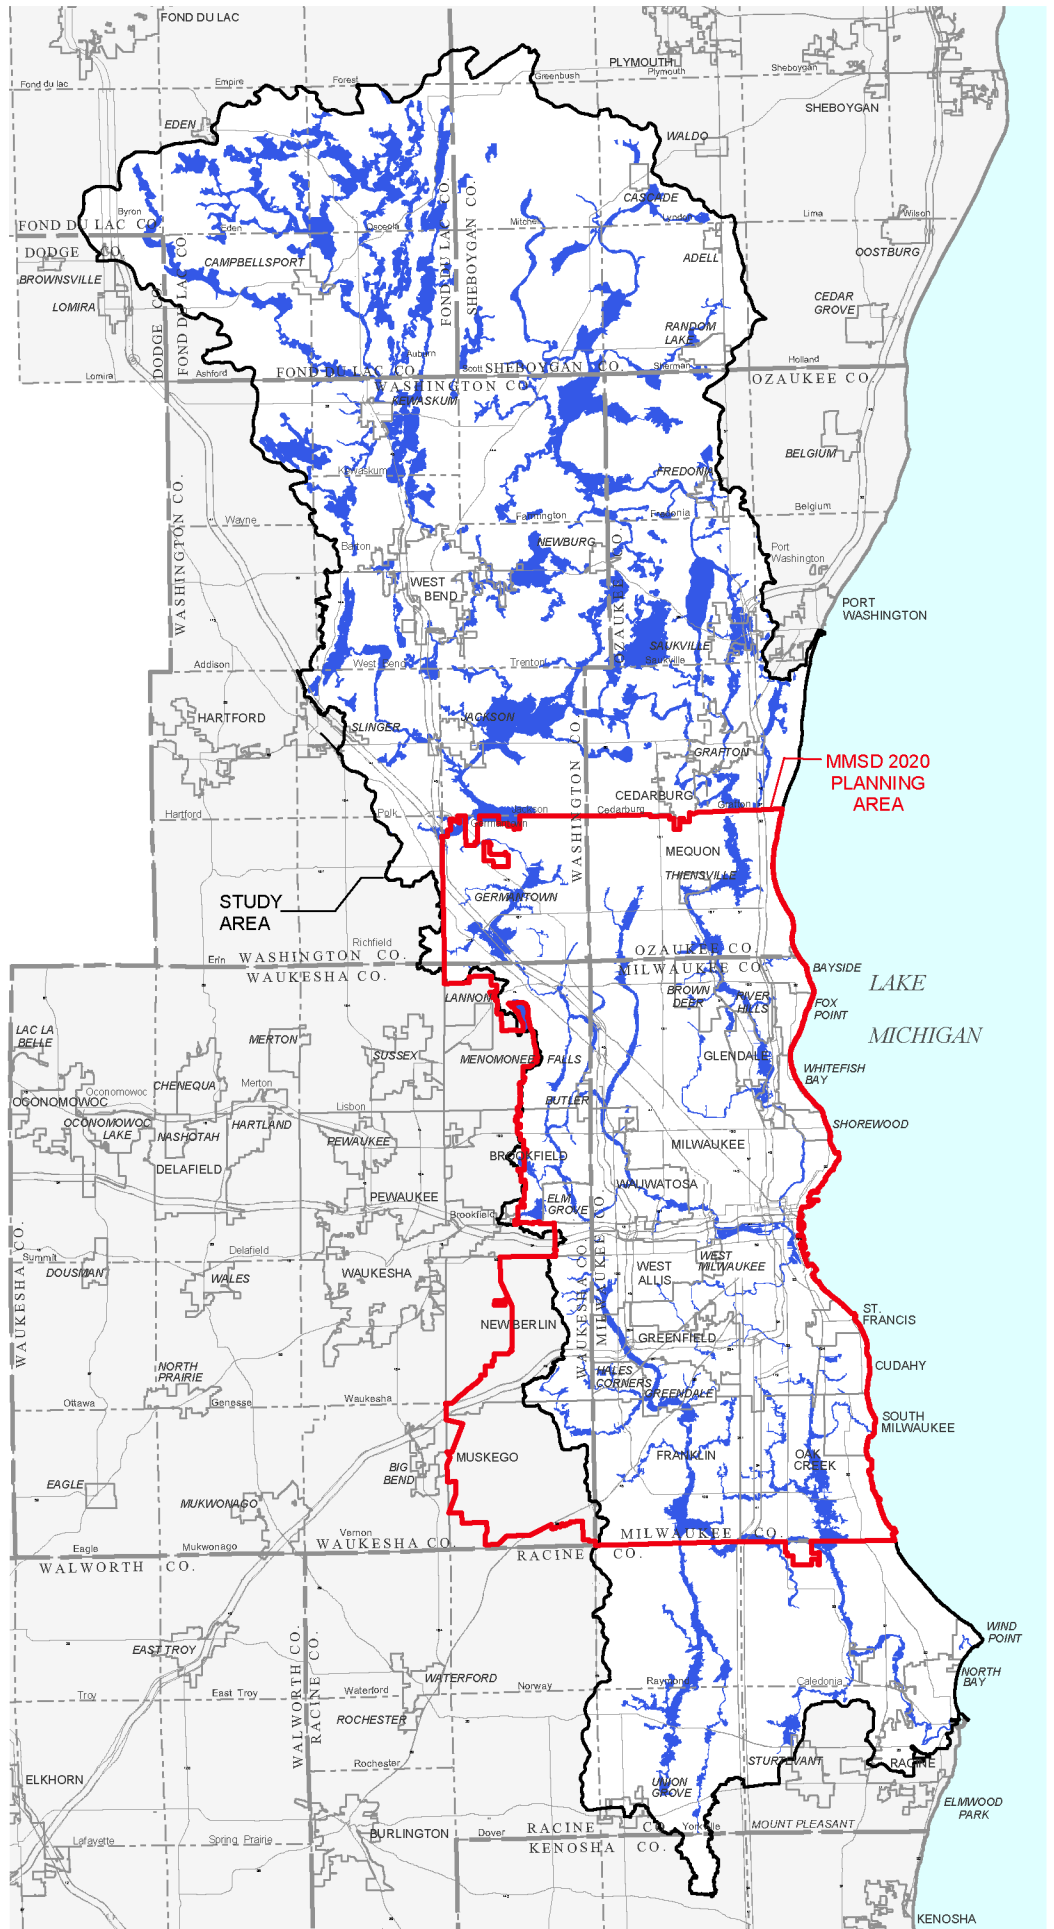 FOND DU LAC
PLYMOUTH
Plymouth
Sheboygan
Fond du lac
Empire
Forest
Greenbush
SHEBOYGAN
EDEN
WALDO
CASCADE
Byron
FOND DU LAC CO.
Eden
Osceola
Mitchell
Lyndon
Lima
Wilson
DODGE CO.
FOND DU LAC CO.
DODGE CO.
FOND DU LAC CO.
SHEBOYGAN CO.
BROWNSVILLE
CAMPBELLSPORT
ADELL
OOSTBURG
LOMIRA
CEDAR
GROVE
RANDOM
LAKE
Auburn
Lomira
Ashford
FOND DU LAC CO.
Scott
SHEBOYGAN CO.
Sherman
Holland
WASHINGTON CO.
OZAUKEE CO.
KEWASKUM
BELGIUM
Kewaskum
FREDONIA
WASHINGTON CO.
Wayne
Farmington
Fredonia
Belgium
Barton
NEWBURG
OZAUKEE CO.
Port
Washington
WEST
BEND
PORT
WASHINGTON
SAUKVILLE
Saukville
Addison
West Bend
Trenton
HARTFORD
SLINGER
JACKSON
WASHINGTON CO.
GRAFTON
MMSD 2020
PLANNING
AREA
CEDARBURG
Hartford
Polk
Jackson
Cedarburg
Grafton
Germantown
MEQUON
THIENSVILLE
GERMANTOWN
STUDY
AREA
Richfield
Erin
WASHINGTON CO.
WAUKESHA CO.
OZAUKEE CO.
MILWAUKEE CO.
BAYSIDE
LAKE
MICHIGAN
LANNON
BROWN
DEER
RIVER
HILLS
FOX
POINT
LAC LA
BELLE
MERTON
SUSSEX
MENOMONEE FALLS
GLENDALE
WHITEFISH
BAY
CHENEQUA
Oconomowoc
Merton
OCONOMOWOC
Lisbon
BUTLER
OCONOMOWOC
LAKE
NASHOTAH
HARTLAND
PEWAUKEE
SHOREWOOD
MILWAUKEE
DELAFIELD
BROOKFIELD
WAUWATOSA
PEWAUKEE
ELM
GROVE
Brookfield
WAUKESHA CO.
Summit
Delafield
DOUSMAN
WALES
WAUKESHA
WEST
ALLIS
WEST
MILWAUKEE
WAUKESHA CO.
MILWAUKEE CO.
ST.
FRANCIS
NEW BERLIN
GREENFIELD
NORTH
PRAIRIE
CUDAHY
HALES
CORNERS
GREENDALE
Ottawa
Genesse
Waukesha
SOUTH
MILWAUKEE
MUSKEGO
FRANKLIN
OAK
CREEK
EAGLE
BIG
BEND
MUKWONAGO
Vernon
Eagle
Mukwonago
WAUKESHA CO.
MILWAUKEE CO.
WALWORTH CO.
RACINE CO.
WALWORTH CO.
RACINE CO.
EAST TROY
WATERFORD
WIND
POINT
NORTH
BAY
Troy
East Troy
Waterford
Norway
Raymond
Caledonia
ROCHESTER
Rochester
STURTEVANT
RACINE
ELKHORN
UNION
GROVE
ELMWOOD
PARK
BURLINGTON
Lafayette
Spring Prairie
Dover
RACINE CO.
Yorkville
MOUNT PLEASANT
KENOSHA CO.
KENOSHA